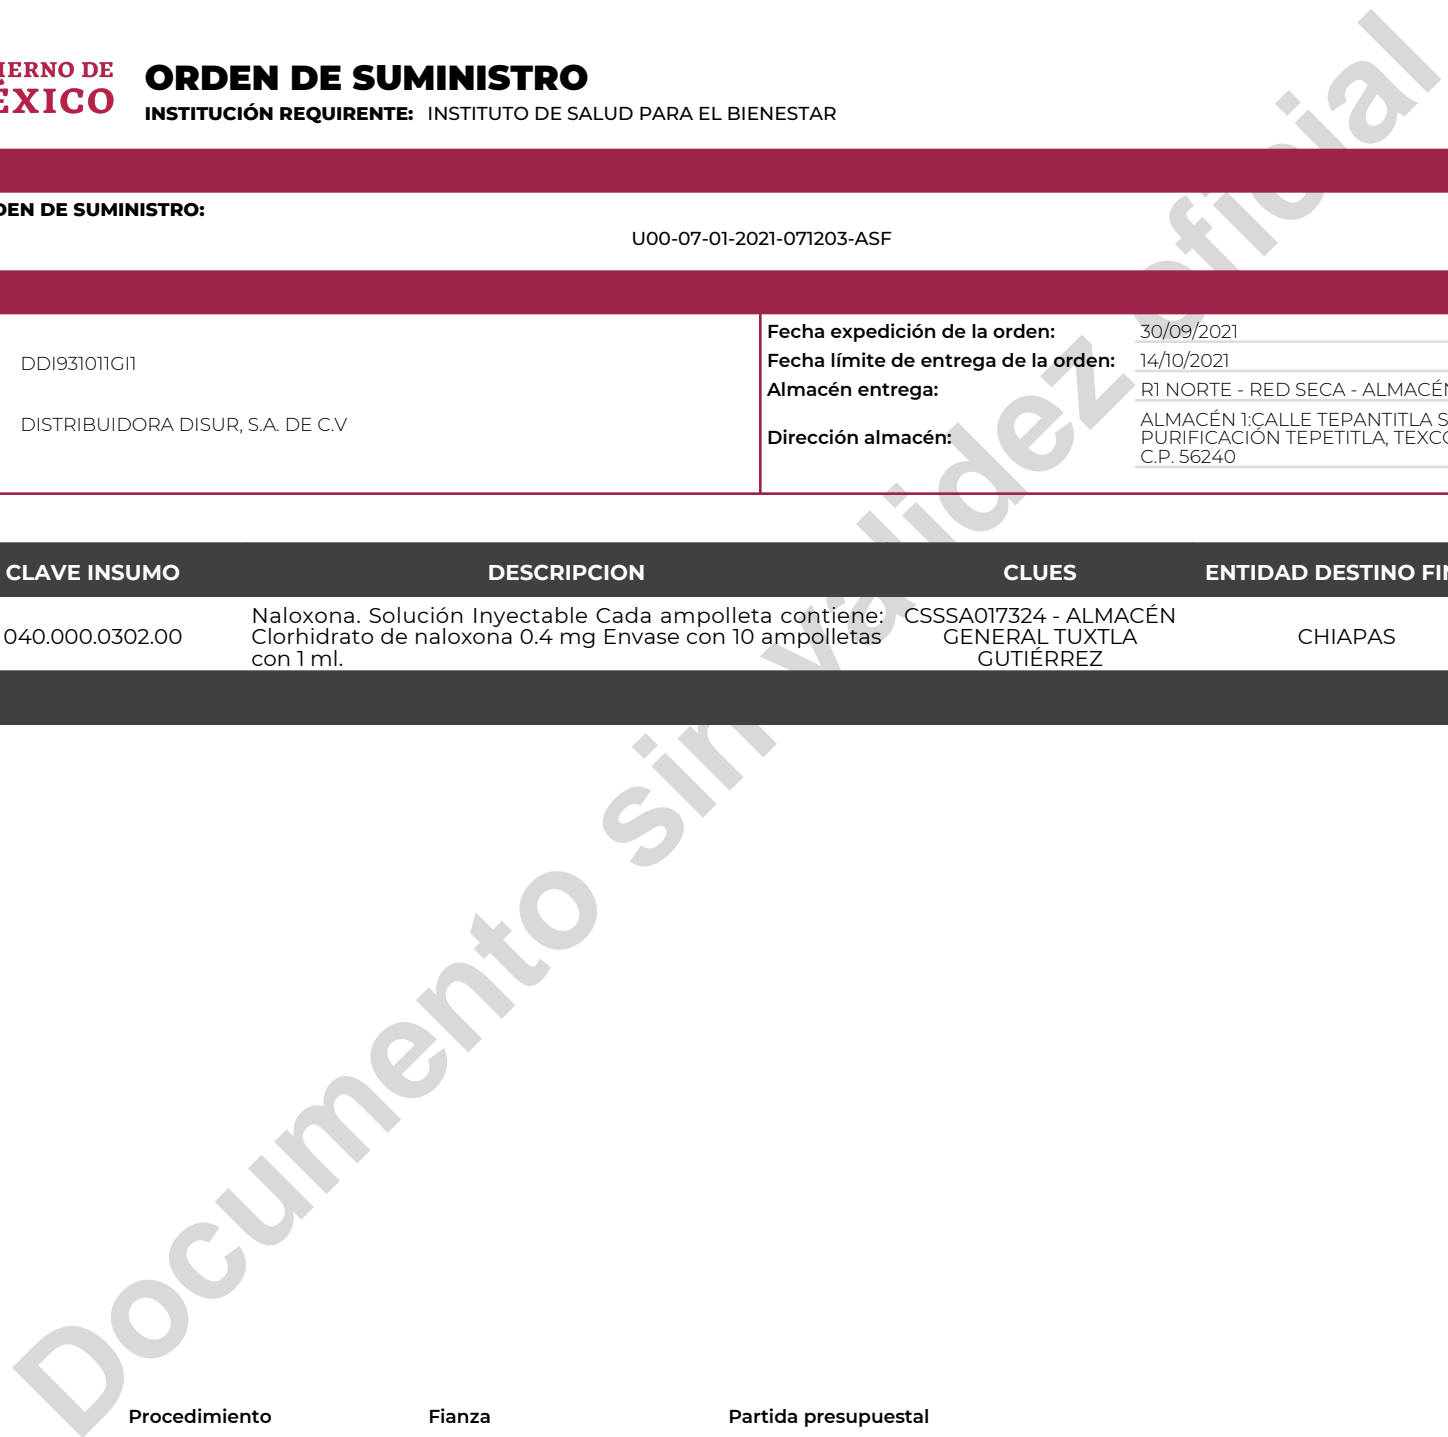 IERNO DE
ÉXICO
ORDEN DE SUMINISTRO
INSTITUCIÓN REQUIRENTE: INSTITUTO DE SALUD PARA EL BIENESTAR
DEN DE SUMINISTRO:
U00-07-01-2021-071203-ASF
DDI931011GI1
DISTRIBUIDORA DISUR, S.A. DE C.V
Fecha expedición de la orden: 30/09/2021
Fecha límite de entrega de la orden: 14/10/2021
Almacén entrega: R1 NORTE - RED SECA - ALMACÉN
Dirección almacén:
ALMACÉN 1:CALLE TEPANTITLA S
PURIFICACIÓN TEPETITLA, TEXCO
C.P. 56240
CLAVE INSUMO DESCRIPCION CLUES ENTIDAD DESTINO FIN
040.000.0302.00
Naloxona. Solución Inyectable Cada ampolleta contiene:
Clorhidrato de naloxona 0.4 mg Envase con 10 ampolletas
con 1 ml.
CSSSA017324 - ALMACÉN
GENERAL TUXTLA
GUTIÉRREZ
CHIAPAS
Documento sin validez oficial
Procedimiento Fianza Partida presupuestal